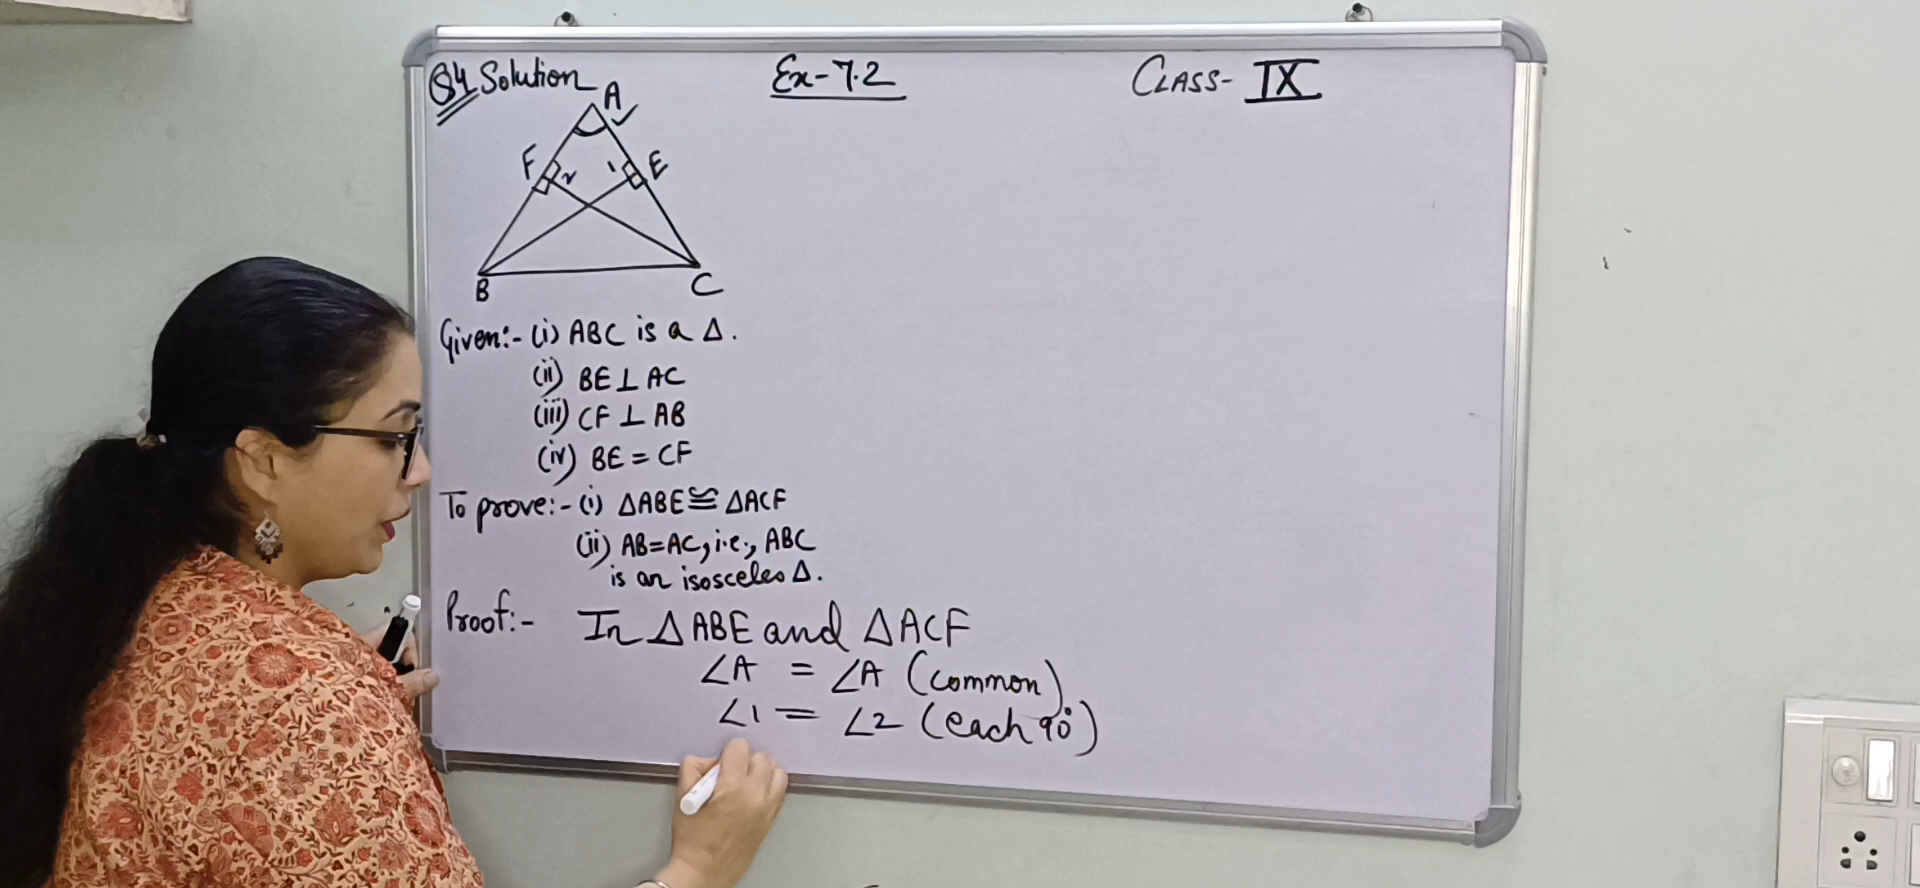 Q4 Solution
Ex-7.2
CLASS- IX
A
F
2
1
E
B
C
Given:- (i) ABC is a Δ.
(ii) BE ⊥ AC
(iii) CF ⊥ AB
(iv) BE = CF
To prove:- (i) ΔABE ≅ ΔACF
(ii) AB=AC, i.e., ABC
is an isosceles Δ.
Proof:- In ΔABE and ΔACF
∠A = ∠A (common)
∠1 = ∠2 (each 90°)